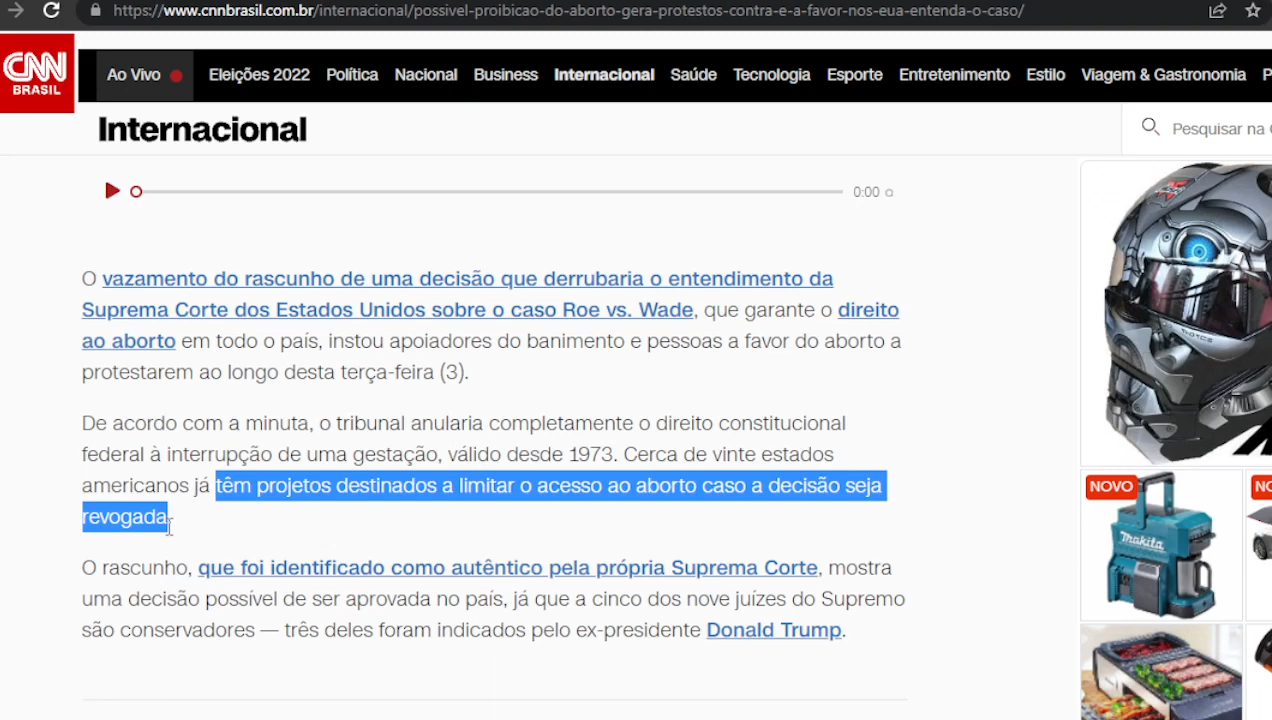 https://www.cnnbrasil.com.br/internacional/possivel-proibicao-do-aborto-gera-protestos-contra-e-a-favor-nos-eua-entenda-o-caso/
CNN
BRASIL
Ao Vivo Eleições 2022 Política Nacional Business Internacional Saúde Tecnologia Esporte Entretenimento Estilo Viagem & Gastronomia P
Internacional
Pesquisar na
0:00
O vazamento do rascunho de uma decisão que derrubaria o entendimento da
Suprema Corte dos Estados Unidos sobre o caso Roe vs. Wade, que garante o direito
ao aborto em todo o país, instou apoiadores do banimento e pessoas a favor do aborto a
protestarem ao longo desta terça-feira (3).
De acordo com a minuta, o tribunal anularia completamente o direito constitucional
federal à interrupção de uma gestação, válido desde 1973. Cerca de vinte estados
americanos já têm projetos destinados a limitar o acesso ao aborto caso a decisão seja
revogada
O rascunho, que foi identificado como autêntico pela própria Suprema Corte, mostra
uma decisão possível de ser aprovada no país, já que a cinco dos nove juízes do Supremo
são conservadores — três deles foram indicados pelo ex-presidente Donald Trump.
NOVO
NO
makita